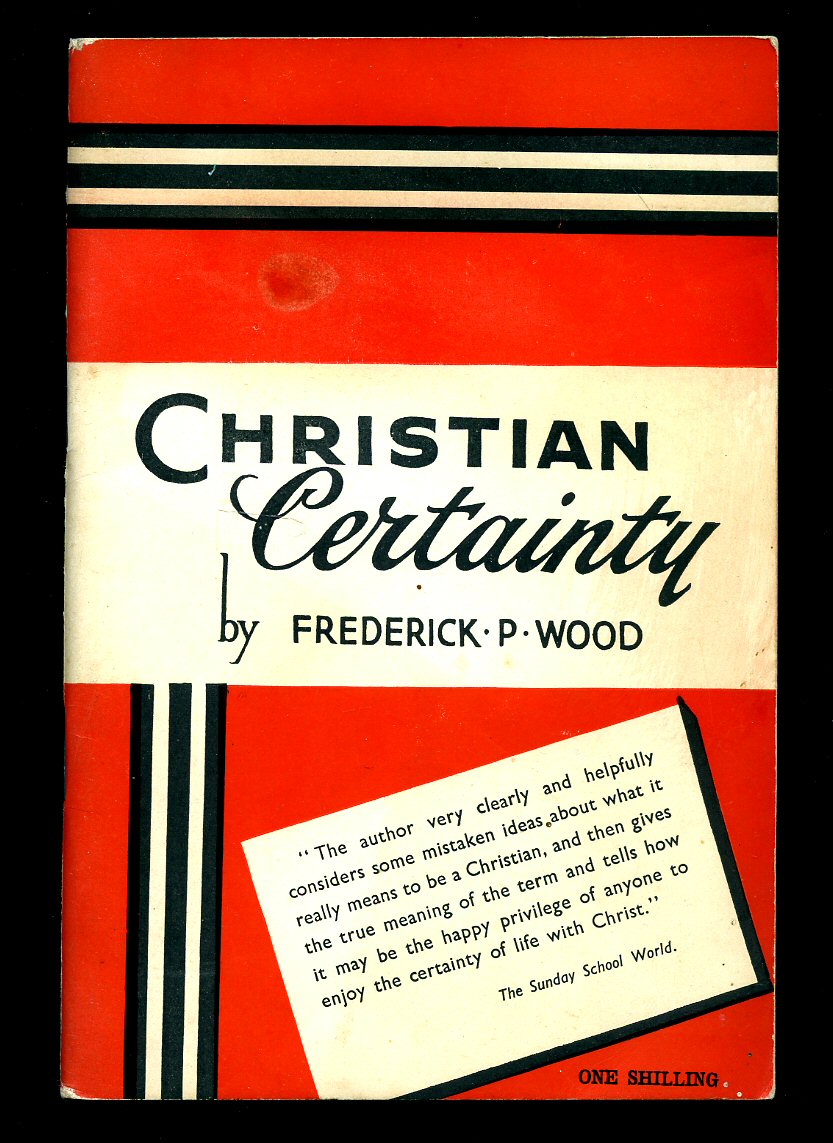 CHRISTIAN
Certainty
by FREDERICK·P·WOOD
“The author very clearly and helpfully
considers some mistaken ideas about what it
really means to be a Christian, and then gives
the true meaning of the term and tells how
it may be the happy privilege of anyone to
enjoy the certainty of life with Christ.”
The Sunday School World.
ONE SHILLING.